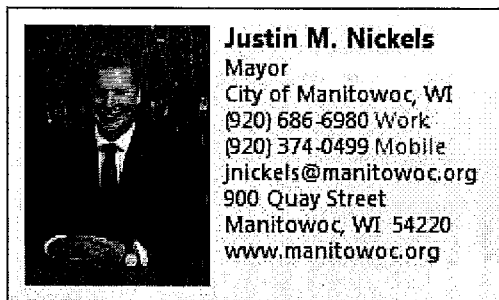 Justin M. Nickels
Mayor
City of Manitowoc, WI
(920) 686-6980 Work
(920) 374-0499 Mobile
jnickels@manitowoc.org
900 Quay Street
Manitowoc, WI 54220
www.manitowoc.org